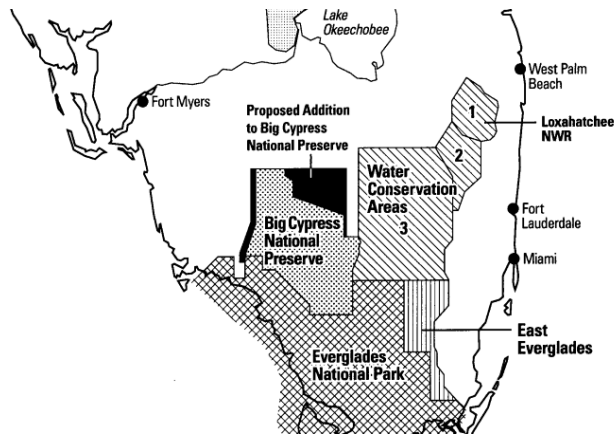 Lake
Okeechobee
West Palm
Beach
Fort Myers
Proposed Addition
to Big Cypress
National Preserve
1
Loxahatchee
NWR
2
Water
Conservation
Areas
3
Big Cypress
National
Preserve
Fort
Lauderdale
Miami
East
Everglades
Everglades
National Park